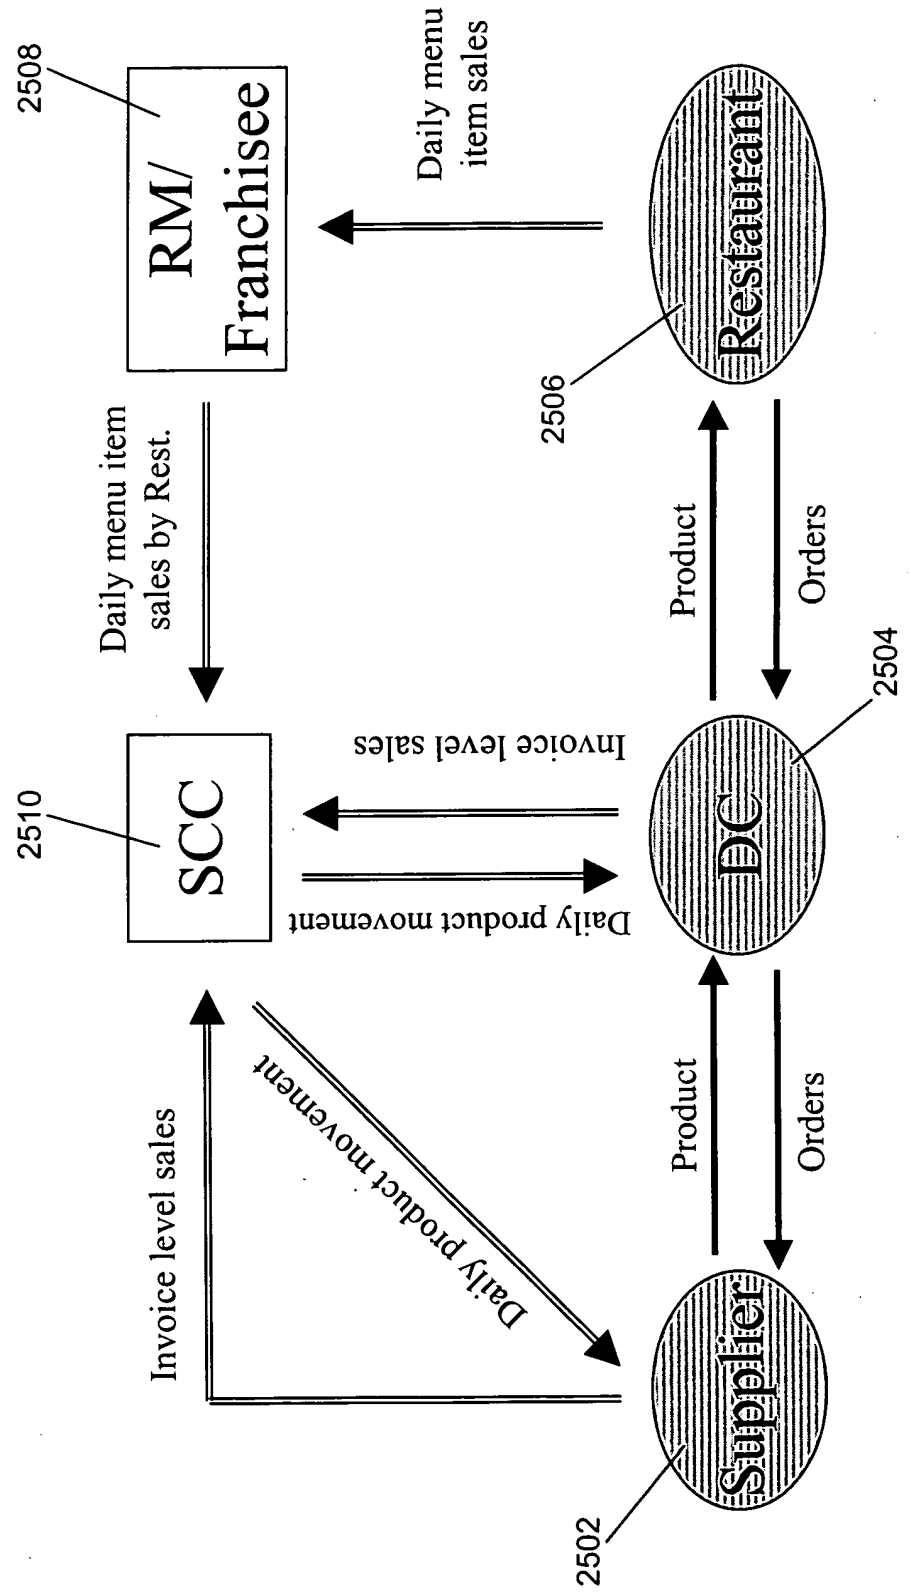 2510
2508
SCC
RM/
Franchisee
Daily menu item
sales by Rest.
Invoice level sales
Daily product movement
Daily product movement
Invoice level sales
Daily menu
item sales
2502
2506
Supplier
Product
Orders
DC
2504
Product
Orders
Restaurant